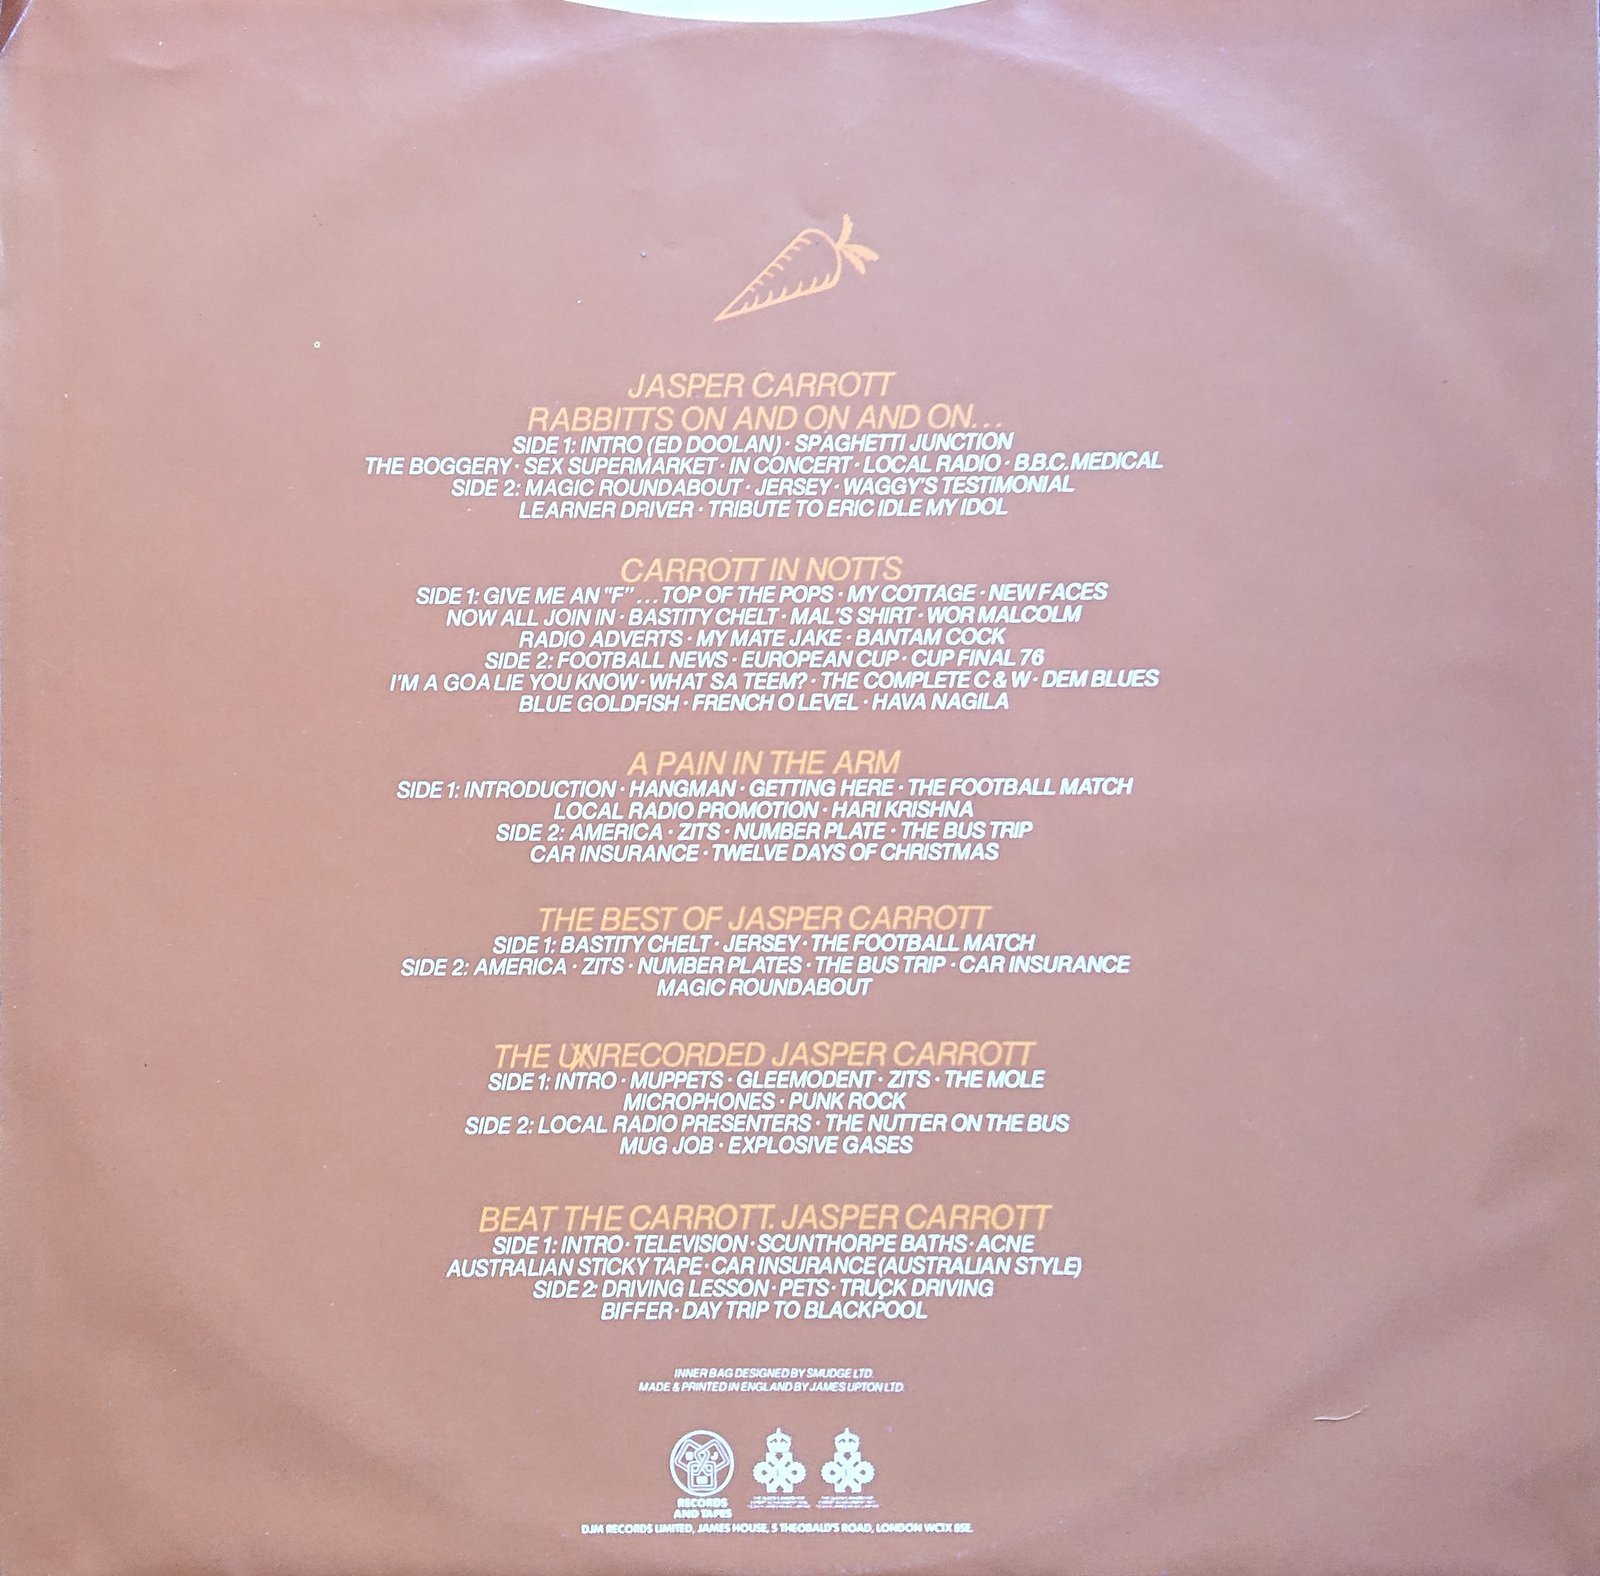 JASPER CARROTT
RABBITTS ON AND ON AND ON...
SIDE 1: INTRO (ED DOOLAN) · SPAGHETTI JUNCTION
THE BOGGERY · SEX SUPERMARKET · IN CONCERT · LOCAL RADIO · B.B.C. MEDICAL
SIDE 2: MAGIC ROUNDABOUT · JERSEY · WAGGY'S TESTIMONIAL
LEARNER DRIVER · TRIBUTE TO ERIC IDLE MY IDOL
CARROTT IN NOTTS
SIDE 1: GIVE ME AN "F"... TOP OF THE POPS · MY COTTAGE · NEW FACES
NOW ALL JOIN IN · BASTITY CHELT · MAL'S SHIRT · WOR MALCOLM
RADIO ADVERTS · MY MATE JAKE · BANTAM COCK
SIDE 2: FOOTBALL NEWS · EUROPEAN CUP · CUP FINAL 76
I'M A GOALIE YOU KNOW · WHAT SA TEEM? · THE COMPLETE C & W · DEM BLUES
BLUE GOLDFISH · FRENCH O LEVEL · HAVA NAGILA
A PAIN IN THE ARM
SIDE 1: INTRODUCTION · HANGMAN · GETTING HERE · THE FOOTBALL MATCH
LOCAL RADIO PROMOTION · HARI KRISHNA
SIDE 2: AMERICA · ZITS · NUMBER PLATE · THE BUS TRIP
CAR INSURANCE · TWELVE DAYS OF CHRISTMAS
THE BEST OF JASPER CARROTT
SIDE 1: BASTITY CHELT · JERSEY · THE FOOTBALL MATCH
SIDE 2: AMERICA · ZITS · NUMBER PLATES · THE BUS TRIP · CAR INSURANCE
MAGIC ROUNDABOUT
THE UNRECORDED JASPER CARROTT
SIDE 1: INTRO · MUPPETS · GLEEMODENT · ZITS · THE MOLE
MICROPHONES · PUNK ROCK
SIDE 2: LOCAL RADIO PRESENTERS · THE NUTTER ON THE BUS
MUG JOB · EXPLOSIVE GASES
BEAT THE CARROTT. JASPER CARROTT
SIDE 1: INTRO · TELEVISION · SCUNTHORPE BATHS · ACNE
AUSTRALIAN STICKY TAPE · CAR INSURANCE (AUSTRALIAN STYLE)
SIDE 2: DRIVING LESSON · PETS · TRUCK DRIVING
BIFFER · DAY TRIP TO BLACKPOOL
INNER BAG DESIGNED BY SMUDGE LTD.
MADE & PRINTED IN ENGLAND BY JAMES UPTON LTD.
RECORDS
AND TAPES
DJM RECORDS LIMITED, JAMES HOUSE, 5 THEOBALD'S ROAD, LONDON WC1X 8SE.